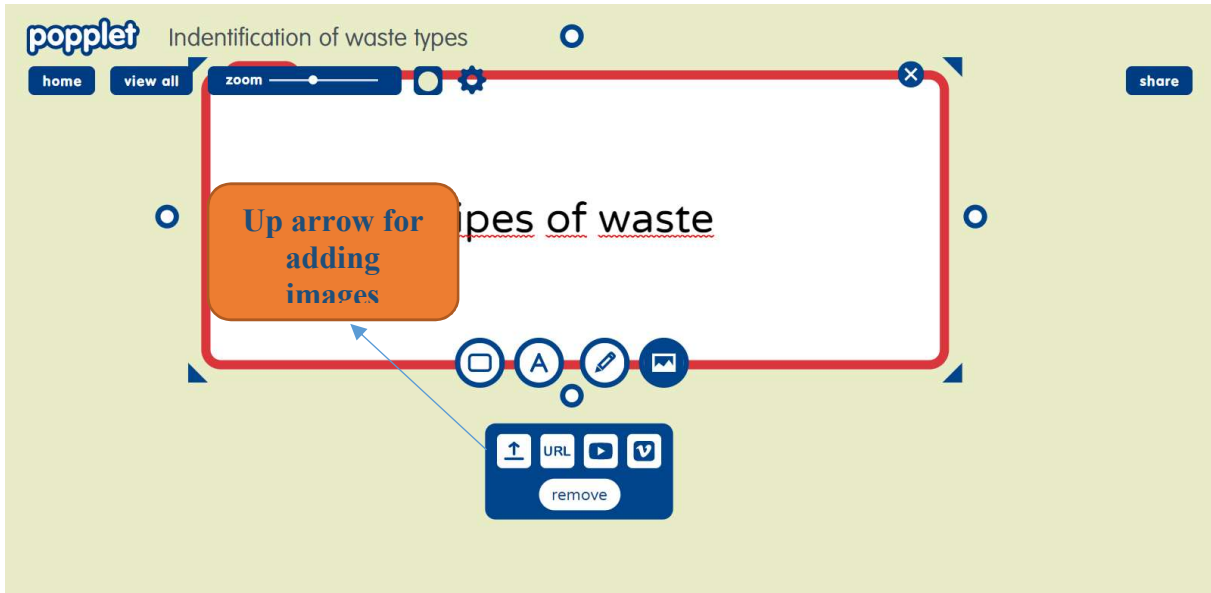 popplet Indentification of waste types
home view all zoom share
Up arrow for
adding
images
ipes of waste
A
URL
remove